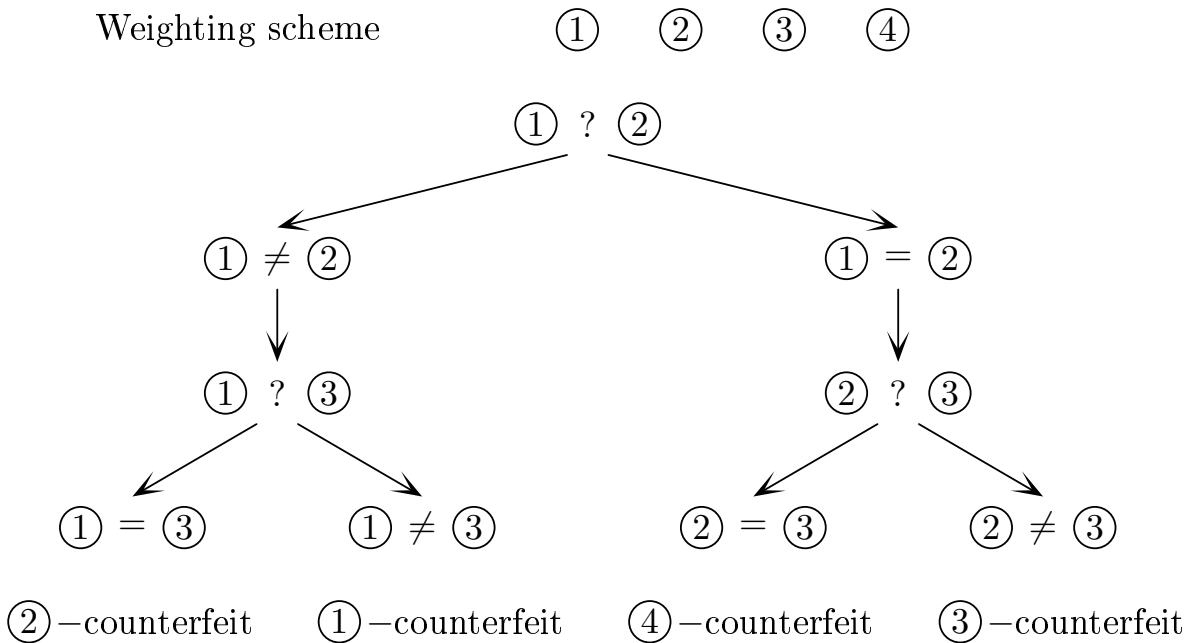 Weighting scheme ① ② ③ ④
① ? ②
① ≠ ② ① = ②
① ? ③ ② ? ③
① = ③ ① ≠ ③ ② = ③ ② ≠ ③
②–counterfeit ①–counterfeit ④–counterfeit ③–counterfeit